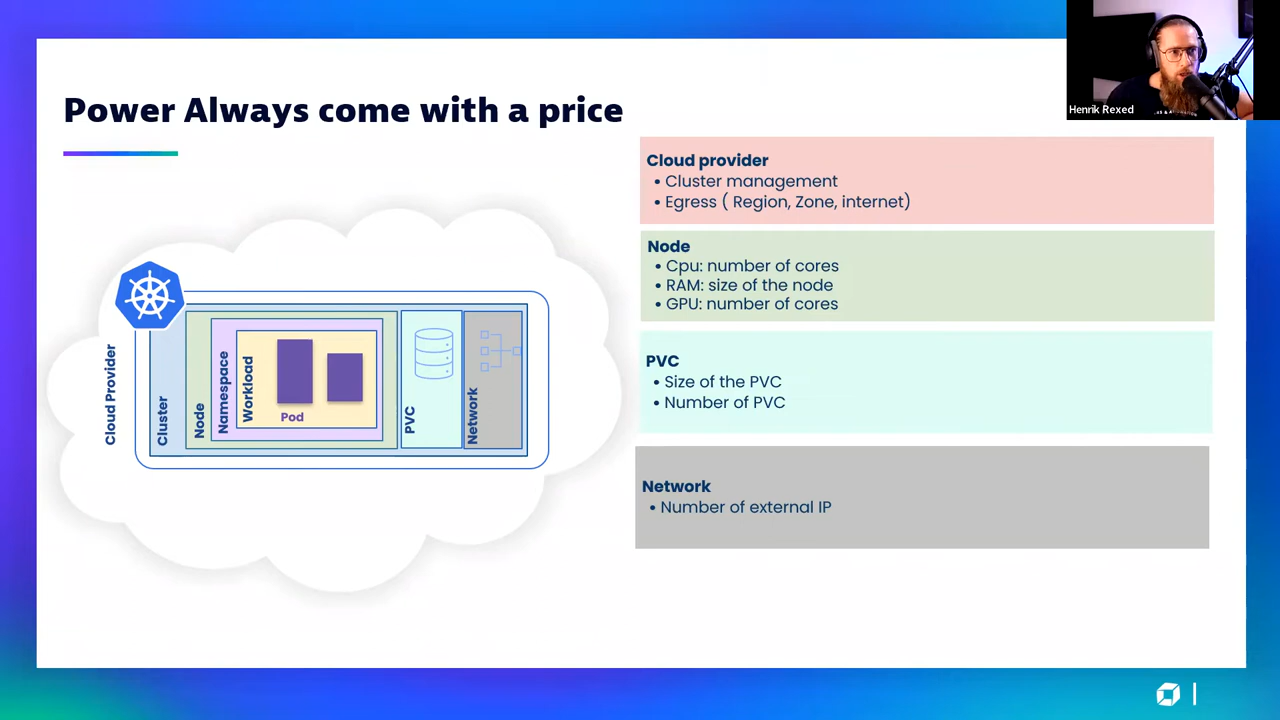 Henrik Rexed
Power Always come with a price
Cloud provider
• Cluster management
• Egress ( Region, Zone, internet)
Node
• Cpu: number of cores
• RAM: size of the node
• GPU: number of cores
PVC
• Size of the PVC
• Number of PVC
Network
• Number of external IP
Cloud Provider
Cluster
Node
Namespace
Workload
Pod
PVC
Network